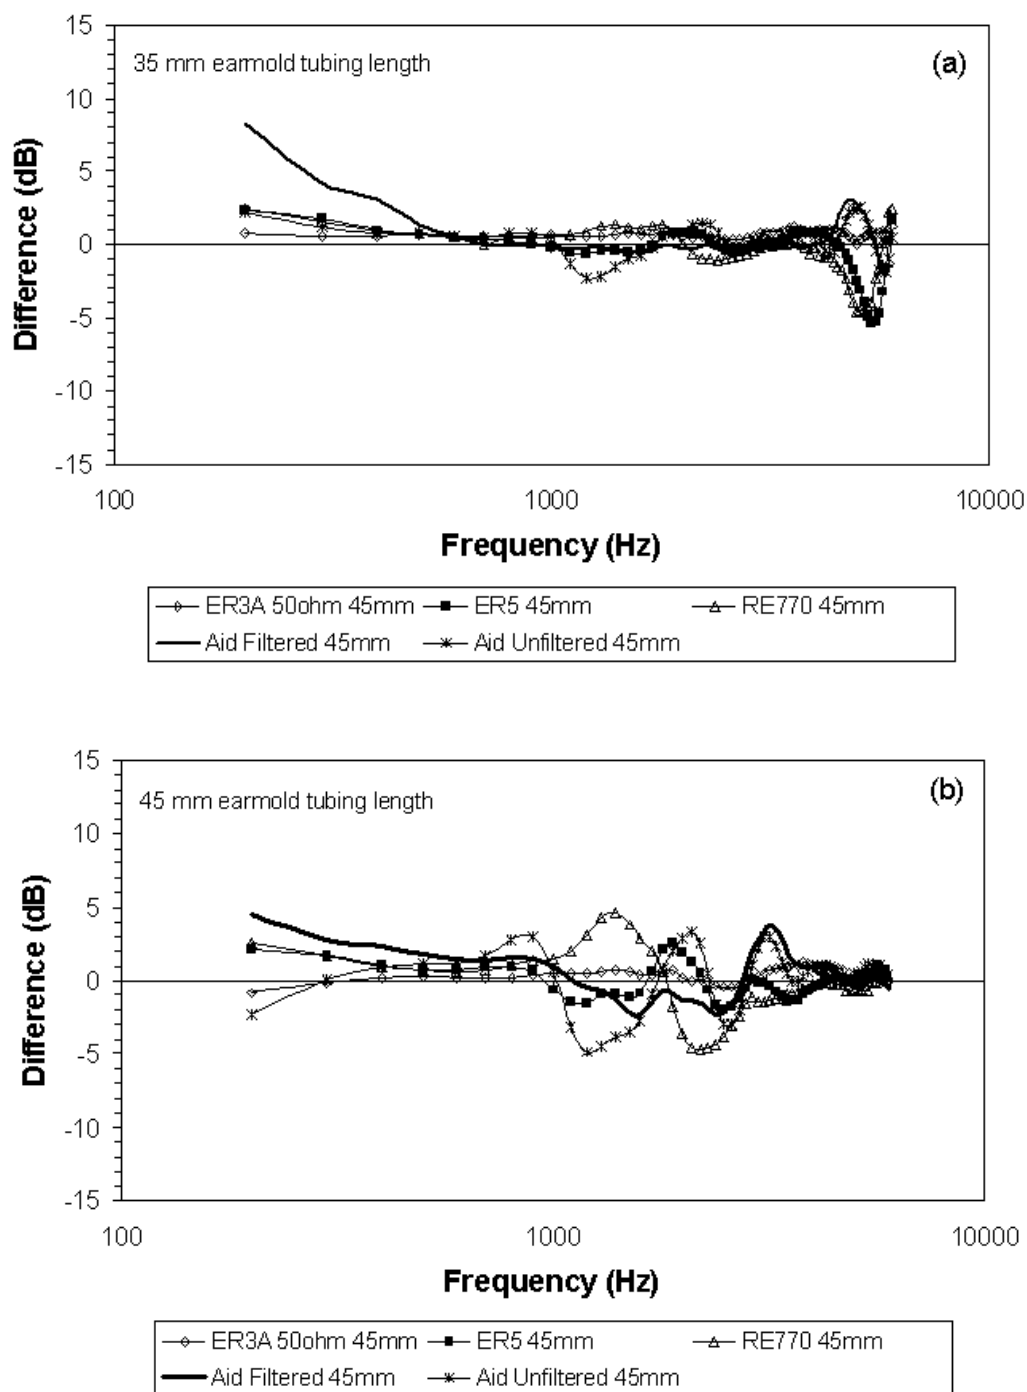 15
35 mm earmold tubing length
(a)
10
5
0
-5
-10
-15
Difference (dB)
100
1000
10000
Frequency (Hz)
ER3A 50ohm 45mm
ER5 45mm
RE770 45mm
Aid Filtered 45mm
Aid Unfiltered 45mm
15
45 mm earmold tubing length
(b)
10
5
0
-5
-10
-15
Difference (dB)
100
1000
10000
Frequency (Hz)
ER3A 50ohm 45mm
ER5 45mm
RE770 45mm
Aid Filtered 45mm
Aid Unfiltered 45mm